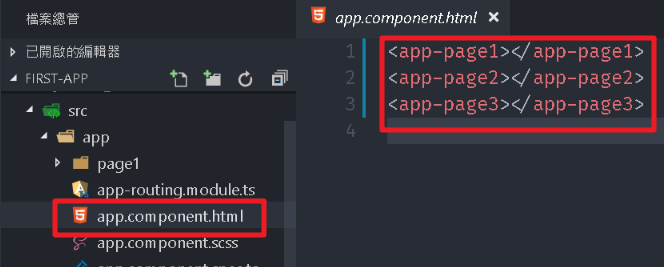 檔案總管
已開啟的編輯器
FIRST-APP
src
app
page1
app-routing.module.ts
app.component.html
app.component.scss
app.component.html ×
1 <app-page1></app-page1>
2 <app-page2></app-page2>
3 <app-page3></app-page3>
4